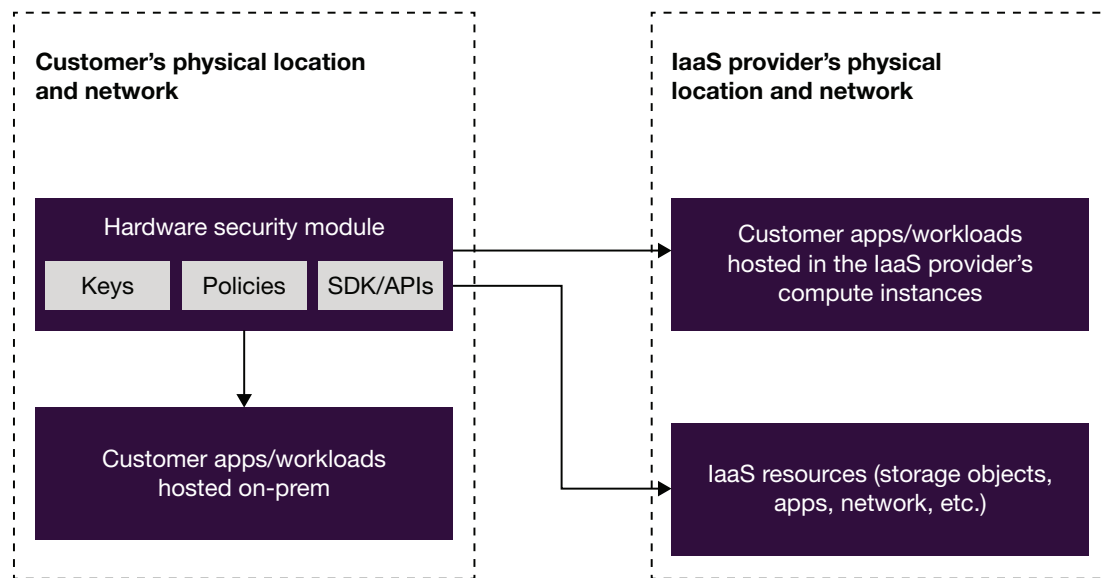 Customer’s physical location
and network
IaaS provider’s physical
location and network
Hardware security module
Keys
Policies
SDK/APIs
Customer apps/workloads
hosted in the IaaS provider’s
compute instances
Customer apps/workloads
hosted on-prem
IaaS resources (storage objects,
apps, network, etc.)